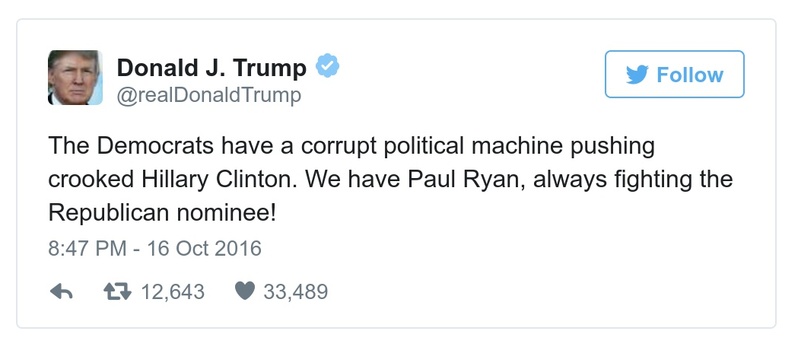 Donald J. Trump
@realDonaldTrump
Follow
The Democrats have a corrupt political machine pushing
crooked Hillary Clinton. We have Paul Ryan, always fighting the
Republican nominee!
8:47 PM - 16 Oct 2016
12,643 33,489